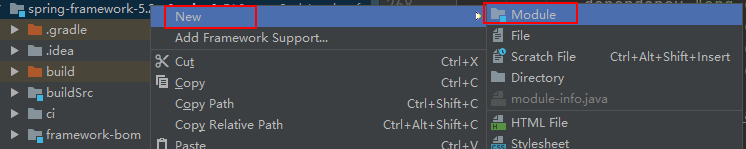 spring-framework-5.
New
Module
.gradle
Add Framework Support...
File
.idea
Cut Ctrl+X
Scratch File Ctrl+Alt+Shift+Insert
build
Copy Ctrl+C
Directory
buildSrc
Copy Path Ctrl+Shift+C
module-info.java
ci
Copy Relative Path Ctrl+Alt+Shift+C
HTML File
framework-bom
Paste Ctrl+V
Stylesheet